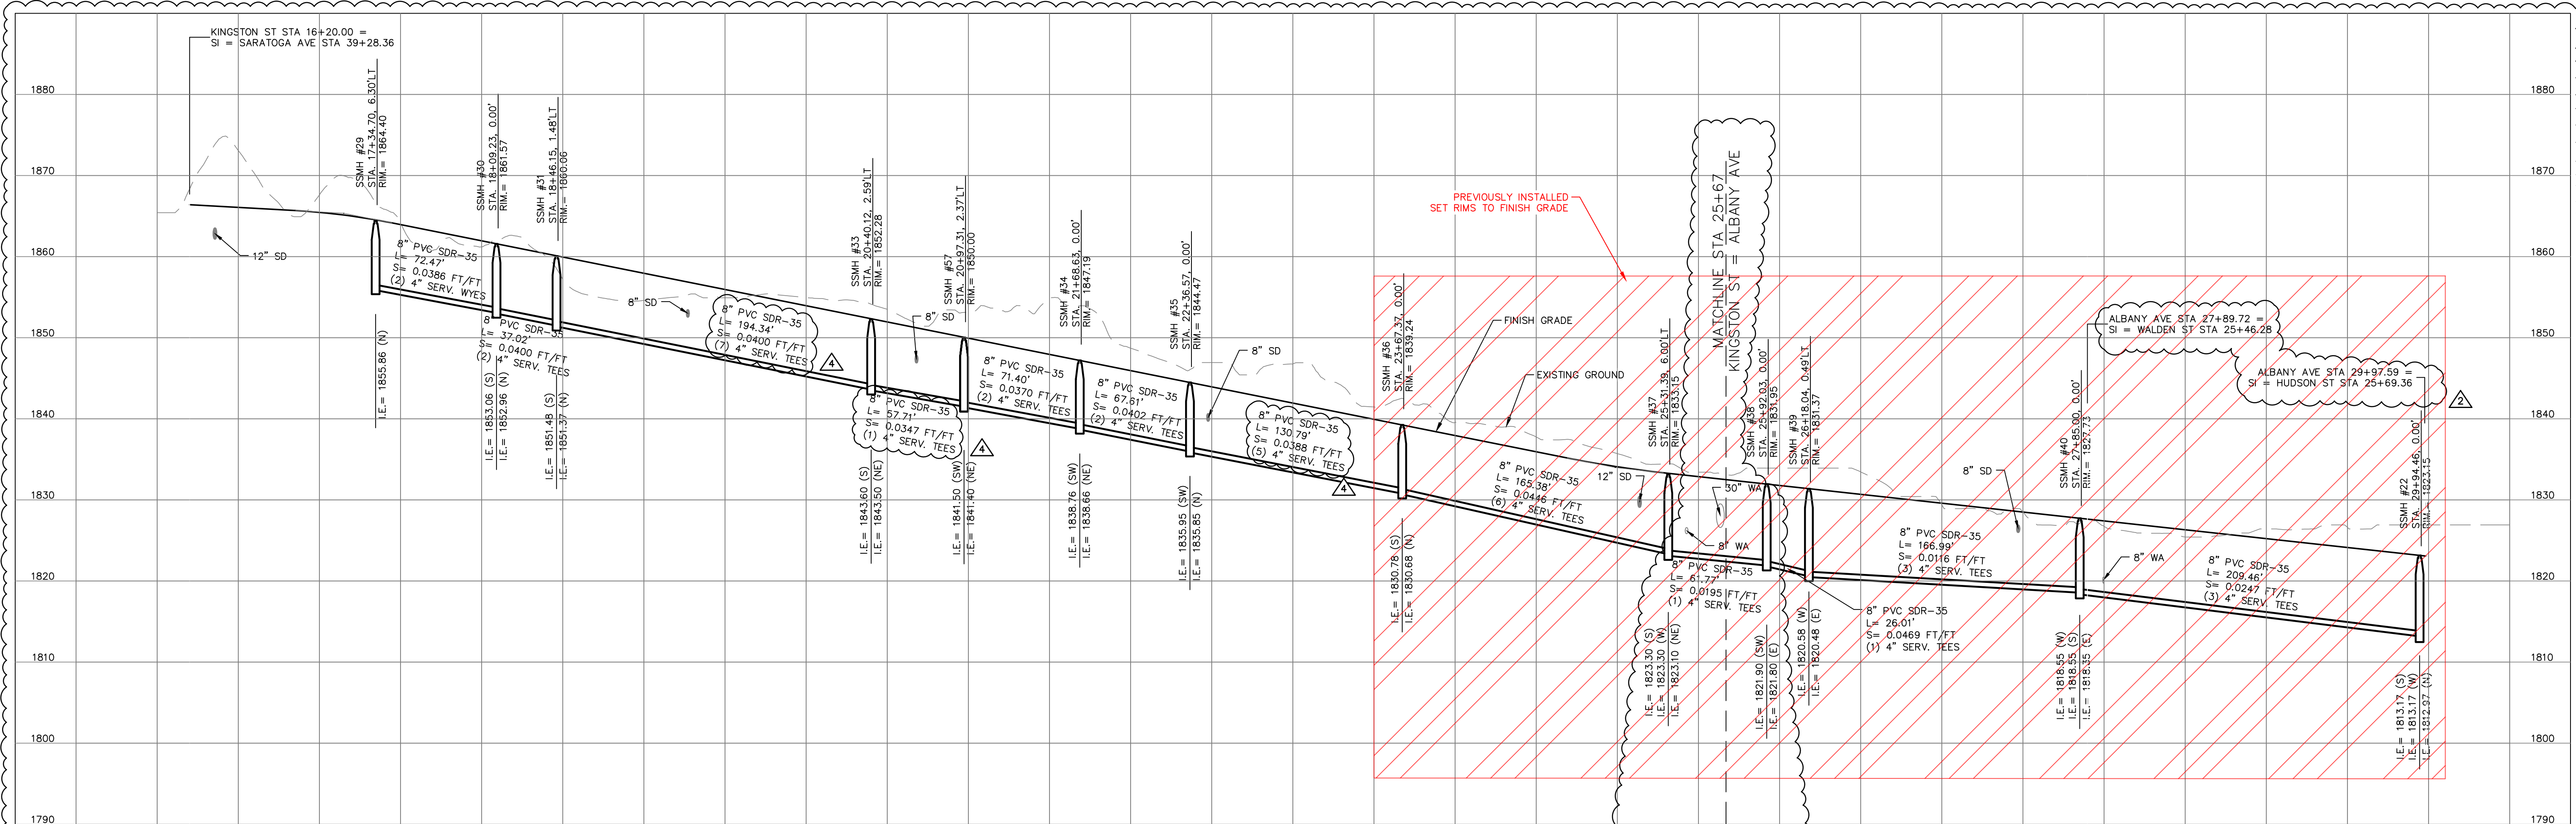 KINGSTON ST STA 16+20.00 =
SI = SARATOGA AVE STA 39+28.36
1880
1870
1860
1850
1840
1830
1820
1810
1800
1790
12" SD
SSMH #29
STA. 17+34.70, 6.30'LT
RIM.= 1864.40
I.E.= 1855.86 (N)
8" PVC SDR-35
L= 72.47'
S= 0.0386 FT/FT
(2) 4" SERV. WYES
SSMH #30
STA. 18+09.23, 0.00'
RIM.= 1861.57
I.E.= 1853.06 (S)
I.E.= 1852.96 (N)
8" PVC SDR-35
L= 37.02'
S= 0.0400 FT/FT
(2) 4" SERV. TEES
SSMH #31
STA. 18+46.15, 1.48'LT
RIM.= 1860.06
I.E.= 1851.48 (S)
I.E.= 1851.37 (N)
8" SD
8" PVC SDR-35
L= 194.34'
S= 0.0400 FT/FT
(7) 4" SERV. TEES
4
SSMH #33
STA. 20+40.12, 2.59'LT
RIM.= 1852.28
I.E.= 1843.60 (S)
I.E.= 1843.50 (NE)
8" SD
8" PVC SDR-35
L= 57.71'
S= 0.0347 FT/FT
(1) 4" SERV. TEES
4
SSMH #57
STA. 20+97.31, 2.37'LT
RIM.= 1850.00
I.E.= 1841.50 (SW)
I.E.= 1841.40 (NE)
8" PVC SDR-35
L= 71.40'
S= 0.0370 FT/FT
(2) 4" SERV. TEES
SSMH #34
STA. 21+68.63, 0.00'
RIM.= 1847.19
I.E.= 1838.76 (SW)
I.E.= 1838.66 (NE)
8" PVC SDR-35
L= 67.61'
S= 0.0402 FT/FT
(2) 4" SERV. TEES
SSMH #35
STA. 22+36.57, 0.00'
RIM.= 1844.47
I.E.= 1835.95 (SW)
I.E.= 1835.85 (N)
8" SD
8" PVC SDR-35
L= 130.79'
S= 0.0388 FT/FT
(5) 4" SERV. TEES
4
SSMH #36
STA. 23+67.37, 0.00'
RIM.= 1839.24
I.E.= 1830.78 (S)
I.E.= 1830.68 (N)
PREVIOUSLY INSTALLED
SET RIMS TO FINISH GRADE
FINISH GRADE
EXISTING GROUND
8" PVC SDR-35
L= 165.38'
S= 0.0446 FT/FT
(6) 4" SERV. TEES
12" SD
SSMH #37
STA. 25+31.39, 6.00'LT
RIM.= 1833.15
I.E.= 1823.30 (S)
I.E.= 1823.30 (W)
I.E.= 1823.10 (NE)
MATCHLINE STA 25+67
KINGSTON ST = ALBANY AVE
30" WA
8" WA
8" PVC SDR-35
L= 61.77'
S= 0.0195 FT/FT
(1) 4" SERV. TEES
SSMH #38
STA. 25+92.03, 0.00'
RIM.= 1831.95
I.E.= 1821.90 (SW)
I.E.= 1821.80 (E)
SSMH #39
STA. 26+18.04, 0.49'LT
RIM.= 1831.37
I.E.= 1820.58 (W)
I.E.= 1820.48 (E)
8" PVC SDR-35
L= 26.01'
S= 0.0469 FT/FT
(1) 4" SERV. TEES
8" PVC SDR-35
L= 166.99'
S= 0.0116 FT/FT
(3) 4" SERV. TEES
8" SD
SSMH #40
STA. 27+85.00, 0.00'
RIM.= 1827.73
I.E.= 1818.55 (W)
I.E.= 1818.55 (S)
I.E.= 1818.35 (E)
8" WA
ALBANY AVE STA 27+89.72 =
SI = WALDEN ST STA 25+46.28
ALBANY AVE STA 29+97.59 =
SI = HUDSON ST STA 25+69.36
2
8" PVC SDR-35
L= 209.46'
S= 0.0247 FT/FT
(3) 4" SERV. TEES
SSMH #22
STA. 29+94.46, 0.00'
RIM.= 1823.15
I.E.= 1813.17 (S)
I.E.= 1813.17 (W)
I.E.= 1812.97 (N)
1880
1870
1860
1850
1840
1830
1820
1810
1800
1790